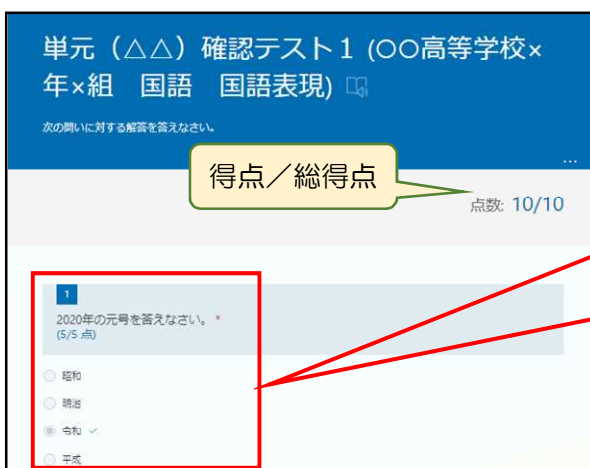 単元（△△）確認テスト１ (○○高等学校×
年×組　国語　国語表現)
次の問いに対する解答を答えなさい。
...
得点／総得点
点数: 10/10
1
2020年の元号を答えなさい。 *
(5/5 点)
昭和
明治
令和 ✓
平成